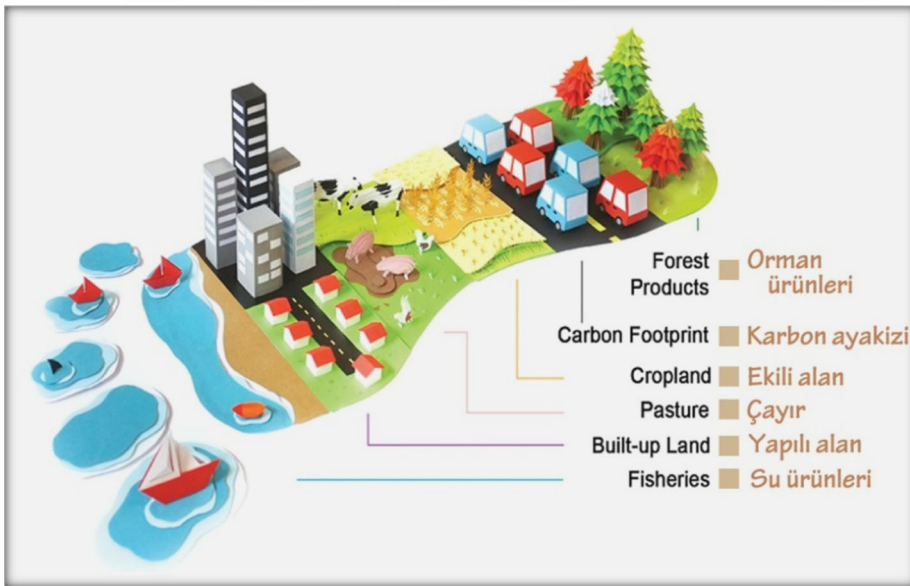 Forest
Products
Orman
ürünleri
Carbon Footprint
Karbon ayakizi
Cropland
Ekili alan
Pasture
Çayır
Built-up Land
Yapılı alan
Fisheries
Su ürünleri